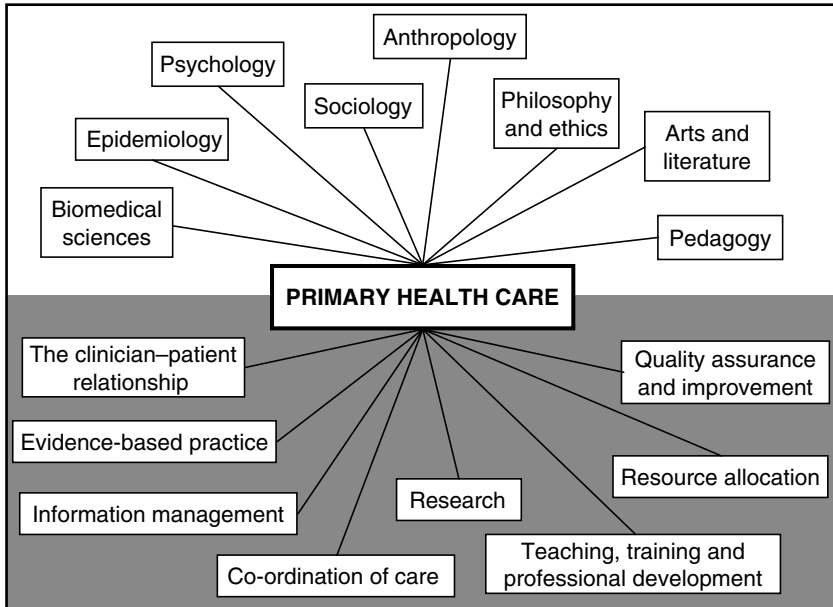 Anthropology
Psychology
Sociology
Philosophy
and ethics
Epidemiology
Arts and
literature
Biomedical
sciences
Pedagogy
PRIMARY HEALTH CARE
The clinician–patient
relationship
Quality assurance
and improvement
Evidence-based practice
Resource allocation
Research
Information management
Teaching, training and
professional development
Co-ordination of care